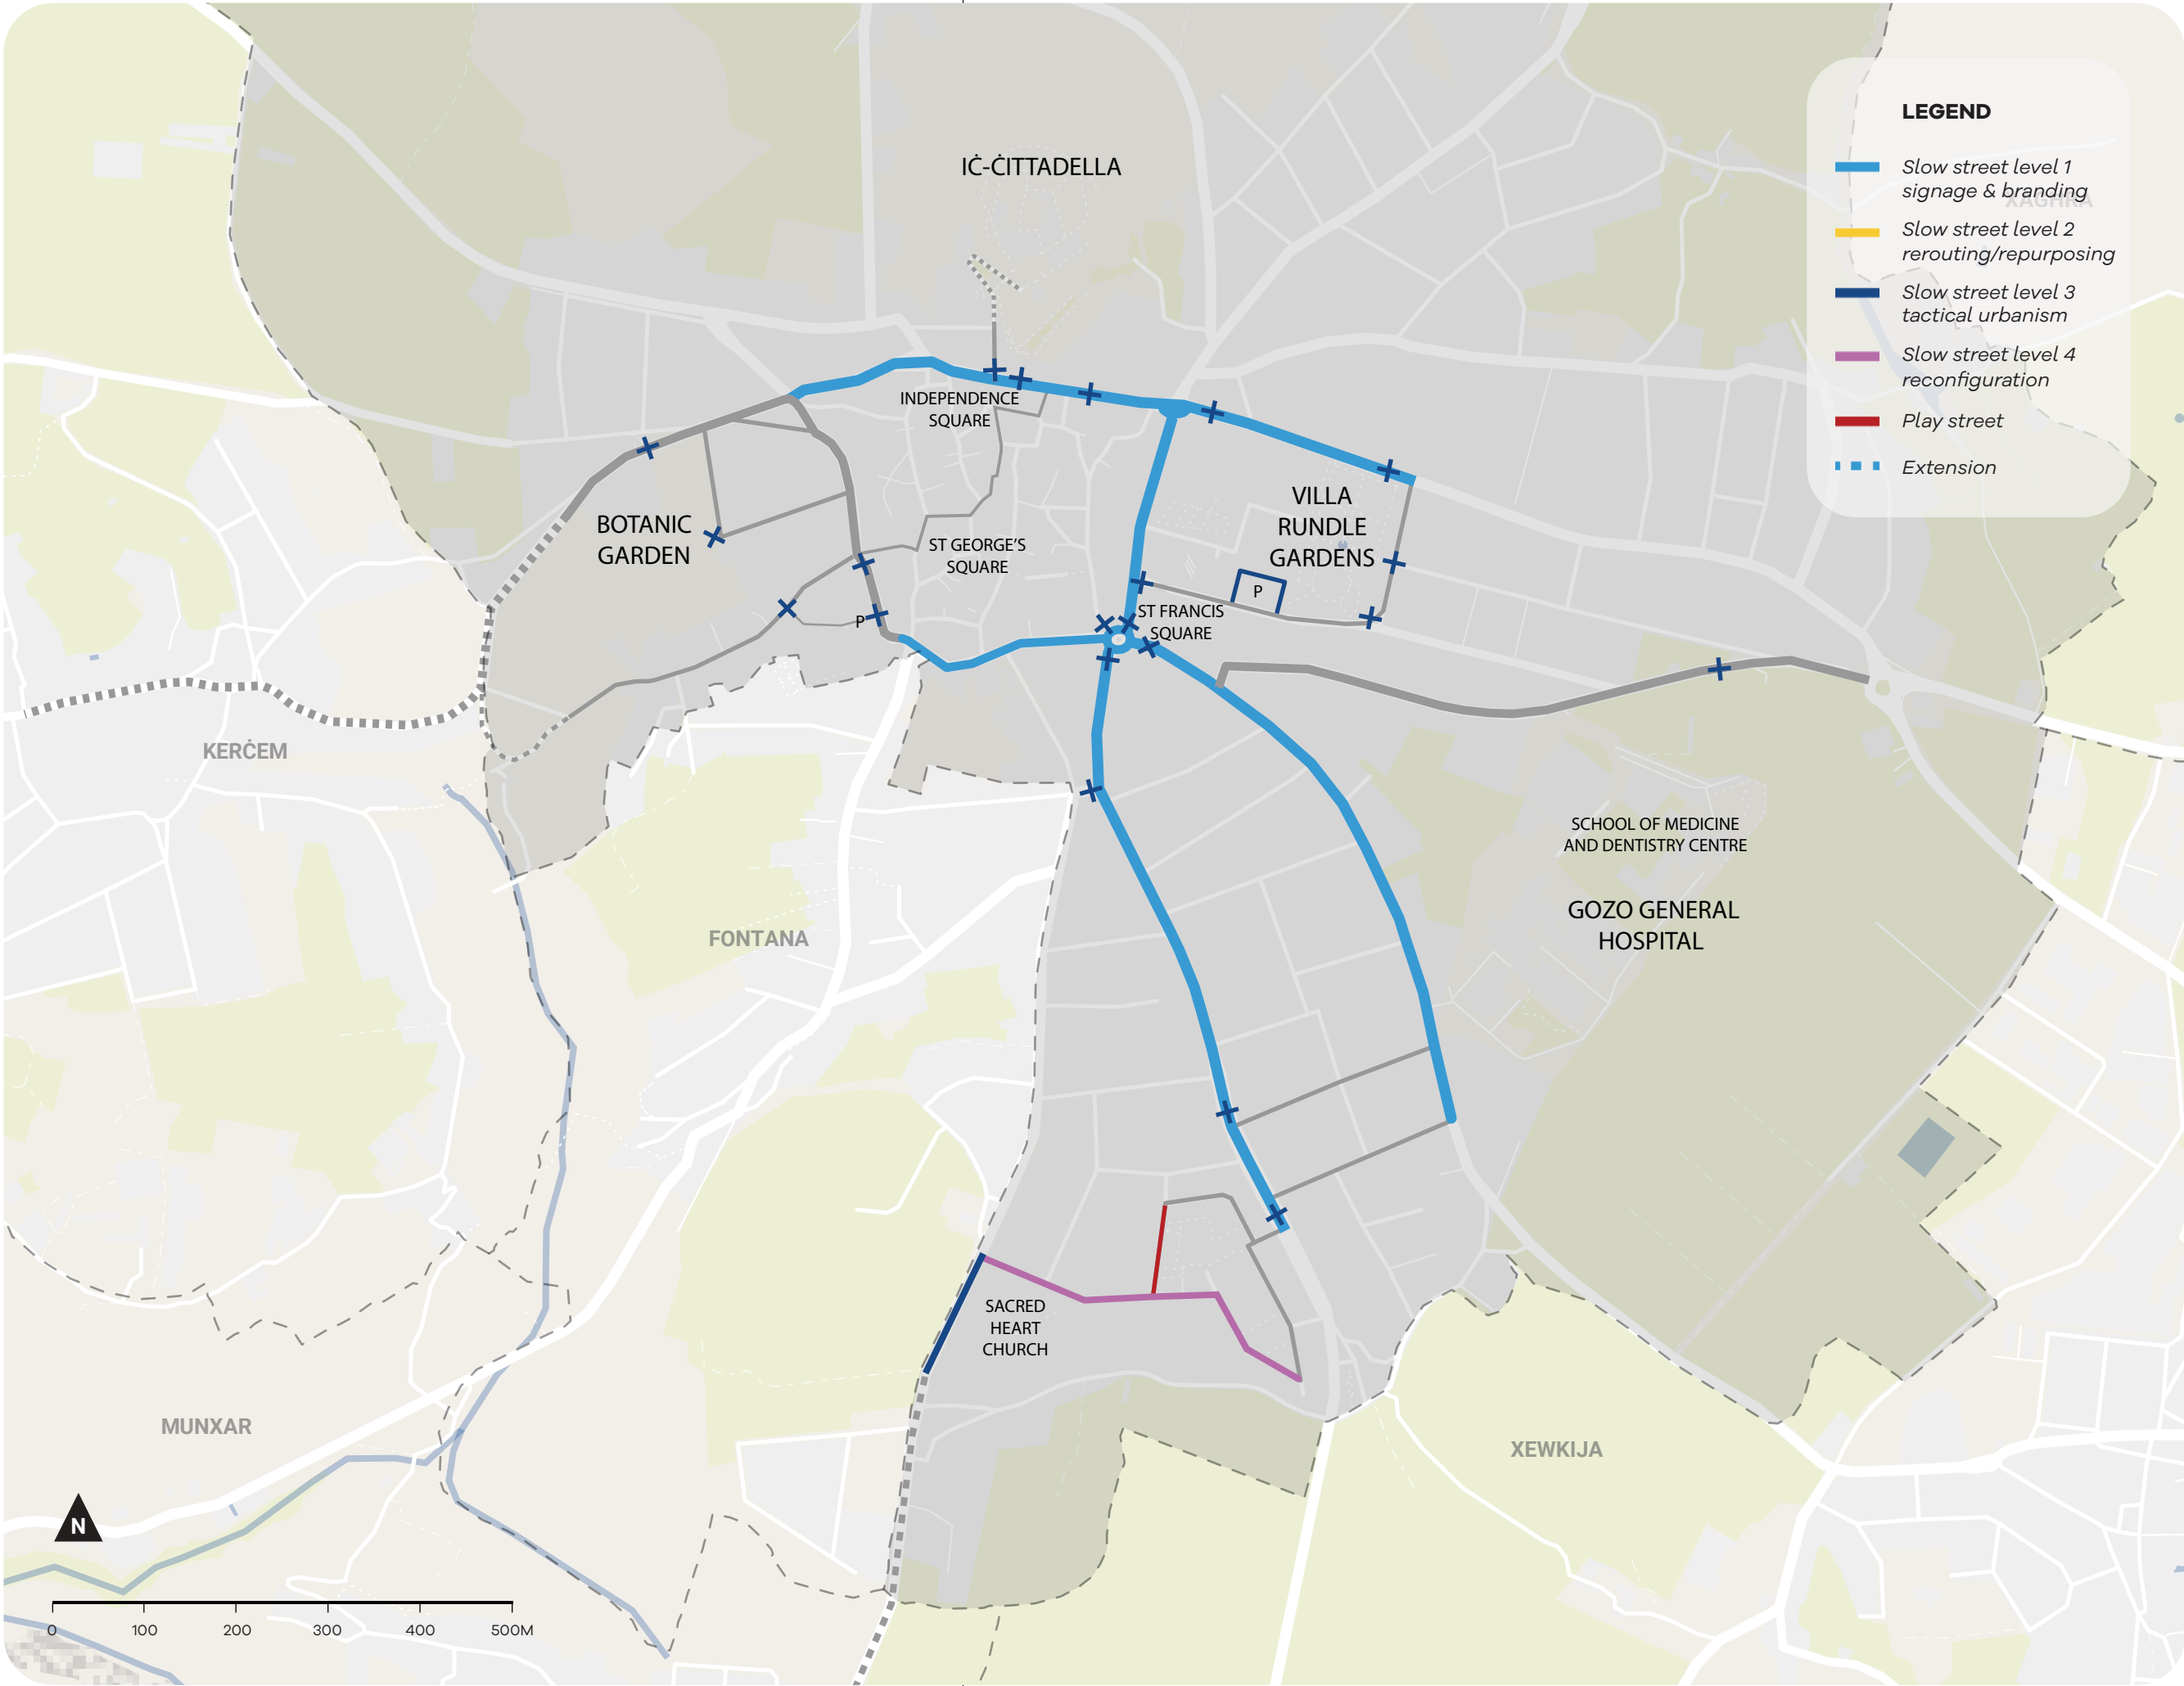 LEGEND
Slow street level 1
signage & branding
XAGĦRA
Slow street level 2
rerouting/repurposing
Slow street level 3
tactical urbanism
Slow street level 4
reconfiguration
Play street
Extension
IĊ-ĊITTADELLA
INDEPENDENCE
SQUARE
BOTANIC
GARDEN
ST GEORGE'S
SQUARE
VILLA
RUNDLE
GARDENS
P
P
ST FRANCIS
SQUARE
KERĊEM
SCHOOL OF MEDICINE
AND DENTISTRY CENTRE
GOZO GENERAL
HOSPITAL
FONTANA
SACRED
HEART
CHURCH
MUNXAR
XEWKIJA
N
0 100 200 300 400 500M